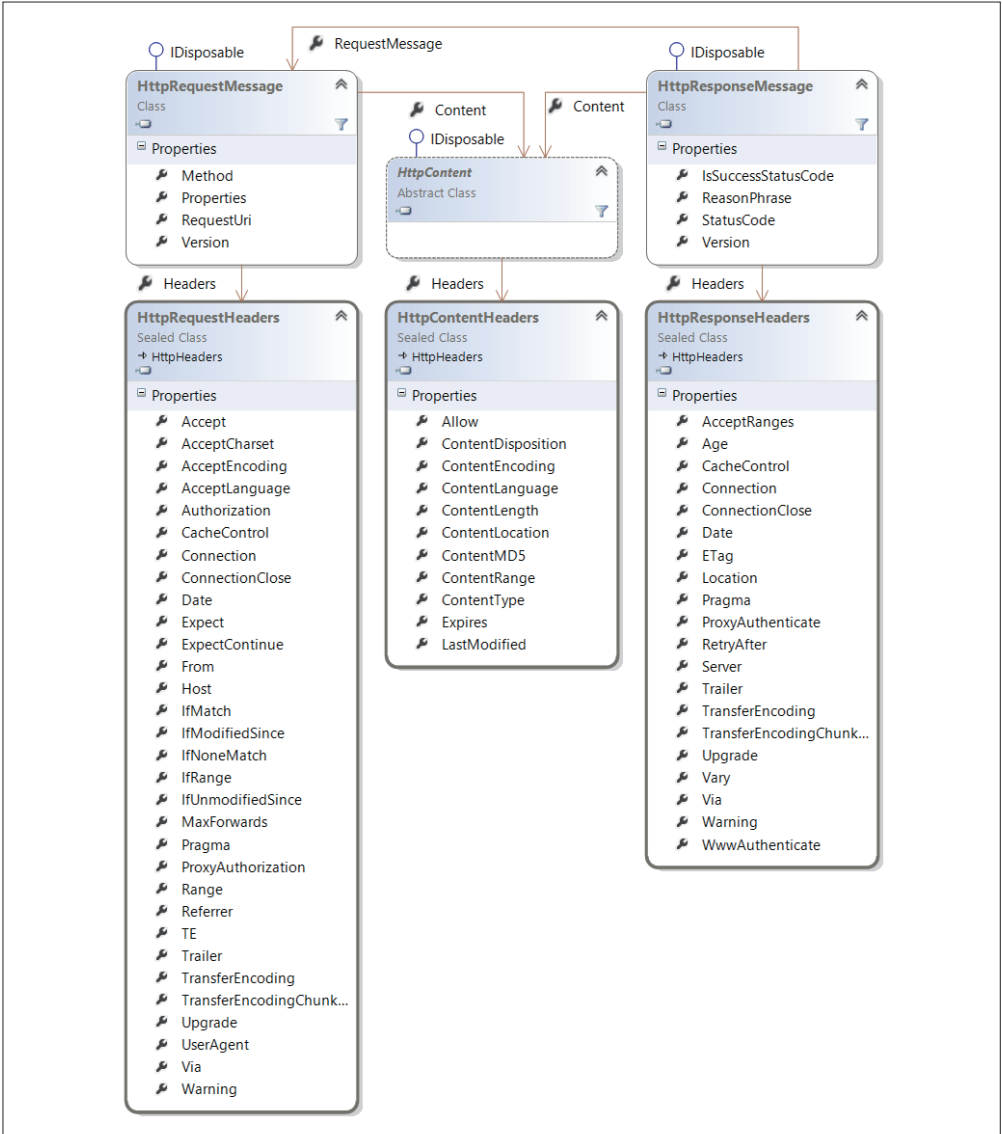 RequestMessage
IDisposable
HttpRequestMessage
Class
Properties
Method
Properties
RequestUri
Version
Headers
HttpRequestHeaders
Sealed Class
HttpHeaders
Properties
Accept
AcceptCharset
AcceptEncoding
AcceptLanguage
Authorization
CacheControl
Connection
ConnectionClose
Date
Expect
ExpectContinue
From
Host
IfMatch
IfModifiedSince
IfNoneMatch
IfRange
IfUnmodifiedSince
MaxForwards
Pragma
ProxyAuthorization
Range
Referrer
TE
Trailer
TransferEncoding
TransferEncodingChunk...
Upgrade
UserAgent
Via
Warning
Content
Content
IDisposable
HttpContent
Abstract Class
Headers
HttpContentHeaders
Sealed Class
HttpHeaders
Properties
Allow
ContentDisposition
ContentEncoding
ContentLanguage
ContentLength
ContentLocation
ContentMD5
ContentRange
ContentType
Expires
LastModified
IDisposable
HttpResponseMessage
Class
Properties
IsSuccessStatusCode
ReasonPhrase
StatusCode
Version
Headers
HttpResponseHeaders
Sealed Class
HttpHeaders
Properties
AcceptRanges
Age
CacheControl
Connection
ConnectionClose
Date
ETag
Location
Pragma
ProxyAuthenticate
RetryAfter
Server
Trailer
TransferEncoding
TransferEncodingChunk...
Upgrade
Vary
Via
Warning
WwwAuthenticate